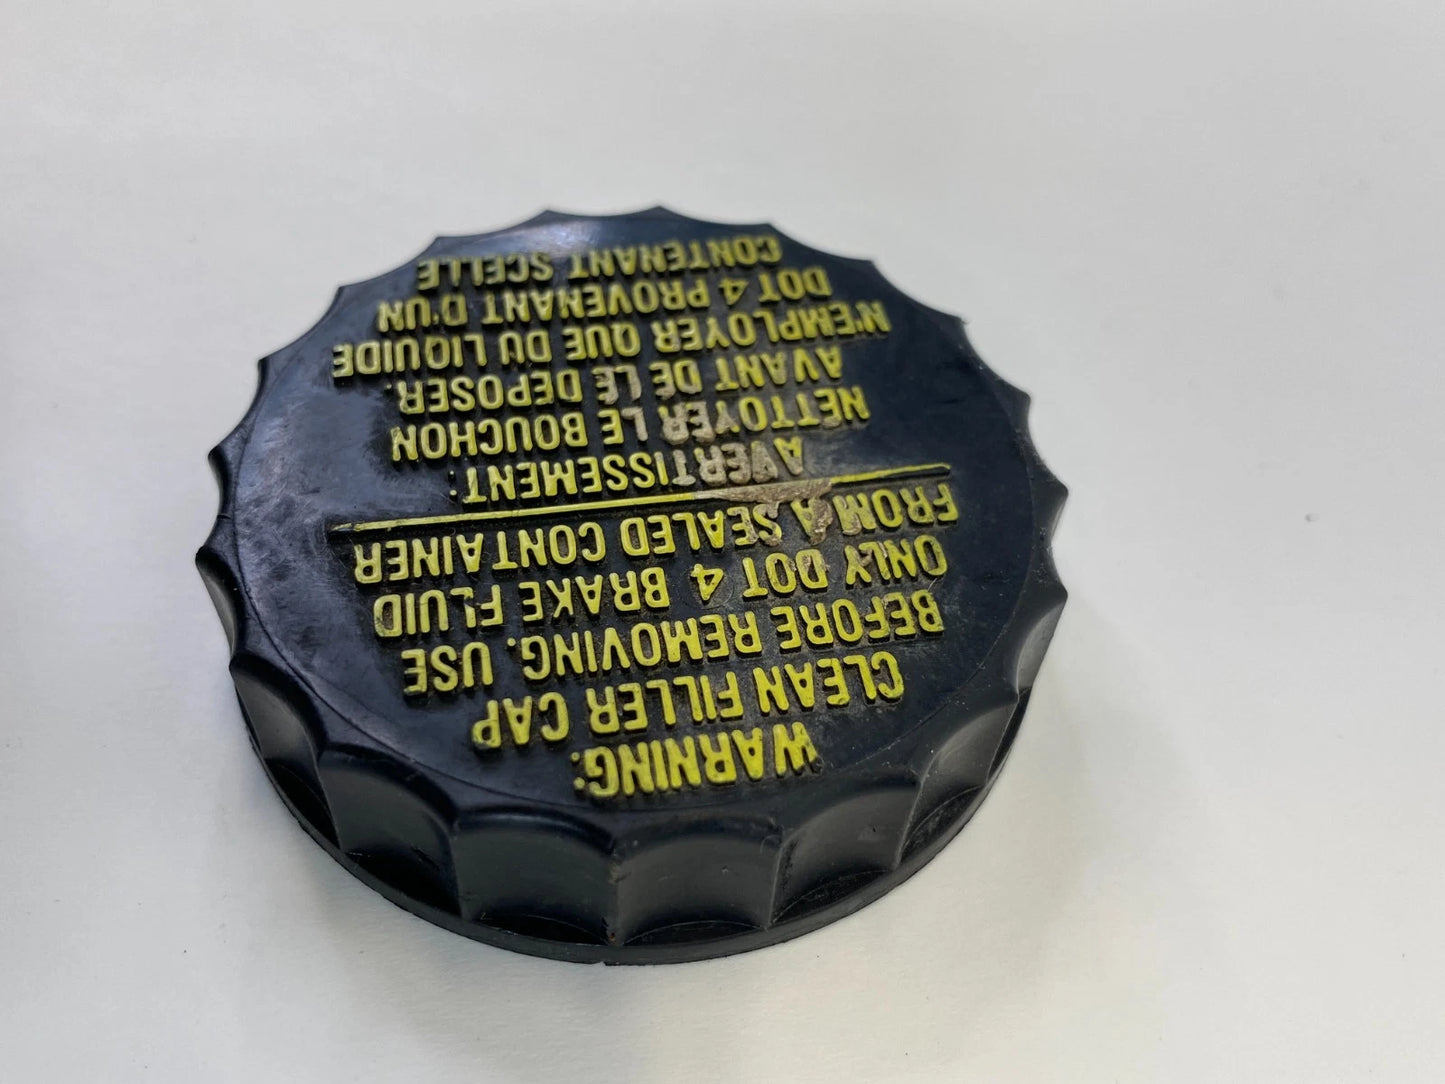 WARNING:
CLEAN FILLER CAP
BEFORE REMOVING. USE
ONLY DOT 4 BRAKE FLUID
FROM A SEALED CONTAINER
AVERTISSEMENT:
NETTOYER LE BOUCHON
AVANT DE LÉ DEPOSER.
N'EMPLOYER QUE DU LIQUIDE
DOT 4 PROVENANT D'UN
CONTENANT SCELLE